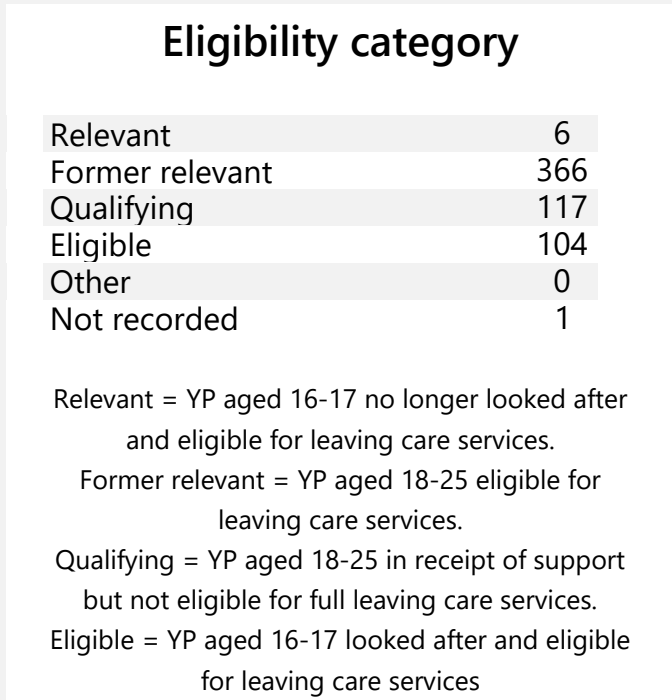 Eligibility category
Relevant 6
Former relevant 366
Qualifying 117
Eligible 104
Other 0
Not recorded 1
Relevant = YP aged 16-17 no longer looked after
and eligible for leaving care services.
Former relevant = YP aged 18-25 eligible for
leaving care services.
Qualifying = YP aged 18-25 in receipt of support
but not eligible for full leaving care services.
Eligible = YP aged 16-17 looked after and eligible
for leaving care services